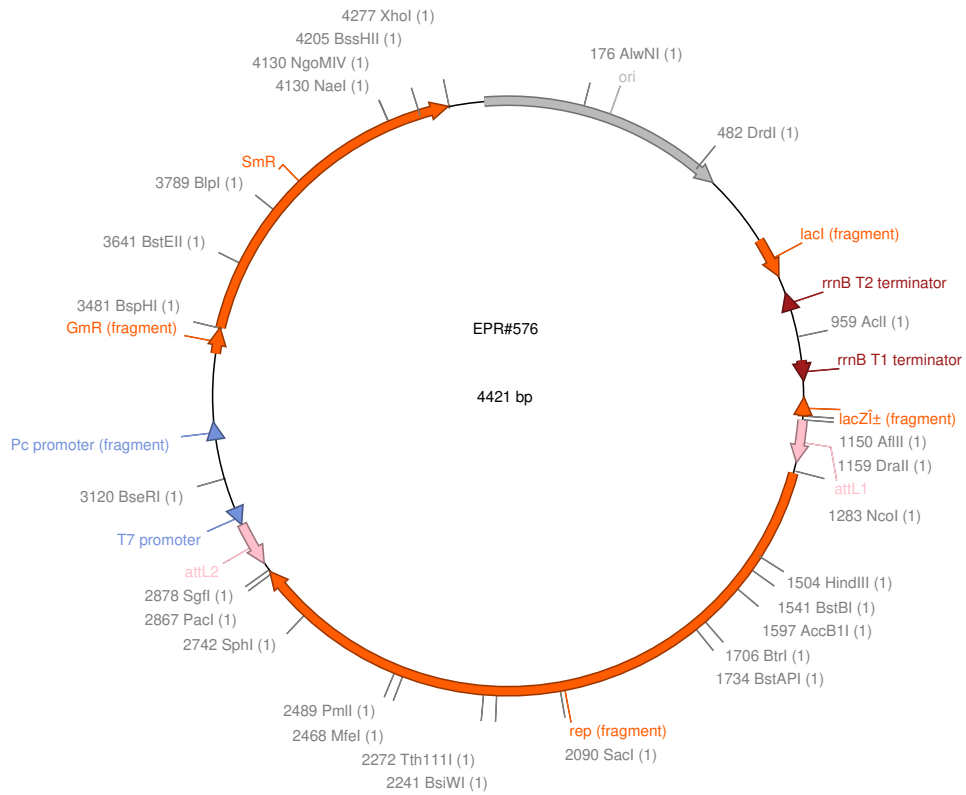 4277 XhoI (1)
4205 BssHII (1)
4130 NgoMIV (1)
4130 NaeI (1)
176 AlwNI (1)
ori
482 DrdI (1)
SmR
3789 BlpI (1)
3641 BstEII (1)
lacI (fragment)
rrnB T2 terminator
3481 BspHI (1)
GmR (fragment)
959 AclI (1)
EPR#576
rrnB T1 terminator
4421 bp
lacZÎ± (fragment)
Pc promoter (fragment)
1150 AflII (1)
1159 DraII (1)
attL1
3120 BseRI (1)
1283 NcoI (1)
T7 promoter
attL2
1504 HindIII (1)
2878 SgfI (1)
1541 BstBI (1)
2867 PacI (1)
1597 AccB1I (1)
2742 SphI (1)
1706 BtrI (1)
1734 BstAPI (1)
2489 PmlI (1)
2468 MfeI (1)
rep (fragment)
2272 Tth111I (1)
2090 SacI (1)
2241 BsiWI (1)